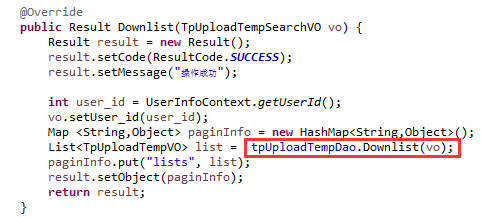 @Override
public Result Downlist(TpUploadTempSearchVO vo) {
Result result = new Result();
result.setCode(ResultCode.SUCCESS);
result.setMessage("操作成功");
int user_id = UserInfoContext.getUserId();
vo.setUser_id(user_id);
Map <String,Object> paginInfo = new HashMap<String,Object>();
List<TpUploadTempVO> list = tpUploadTempDao.Downlist(vo);
paginInfo.put("lists", list);
result.setObject(paginInfo);
return result;
}